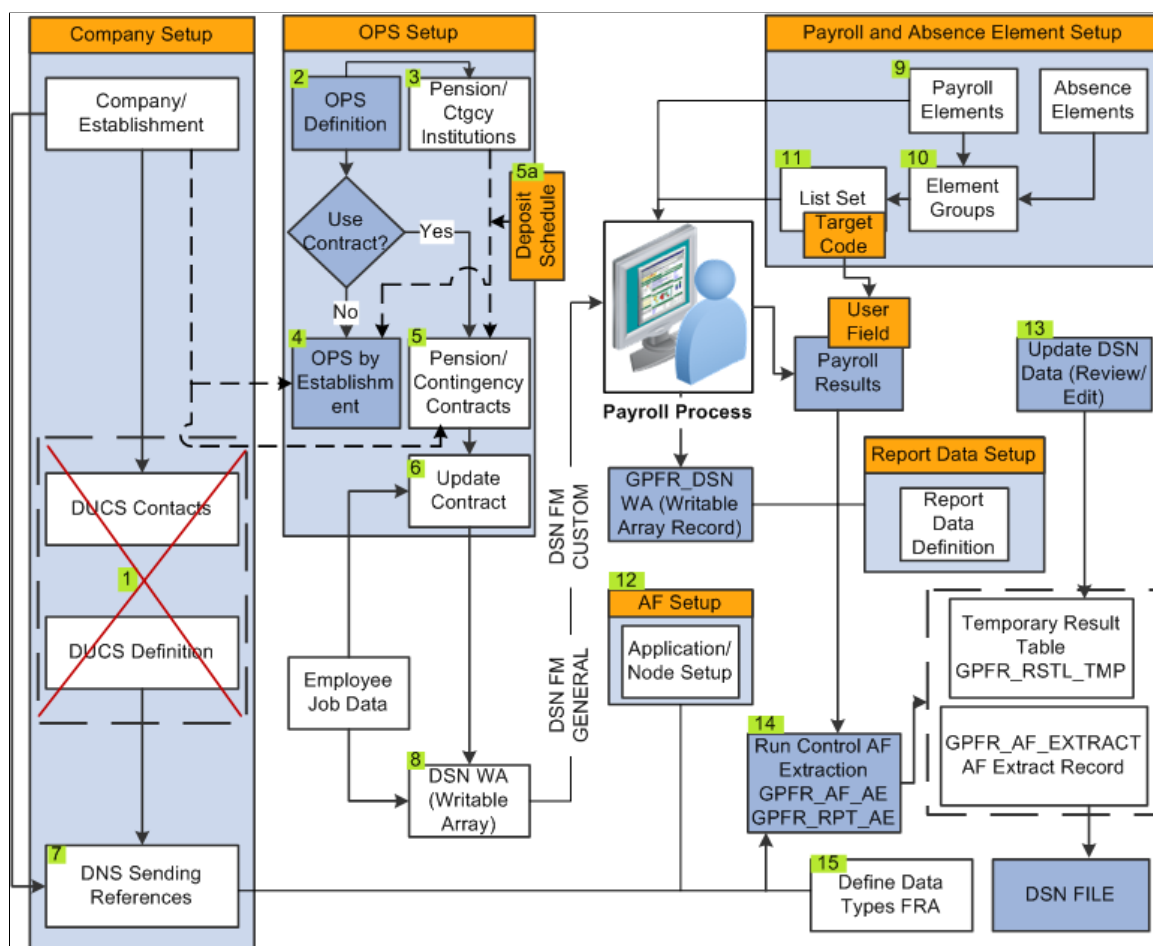 Company Setup
Company/
Establishment
DUCS Contacts
1
DUCS Definition
7
DNS Sending
References
OPS Setup
2
OPS
Definition
3
Pension/
Ctgcy
Institutions
5a
Deposit
Schedule
Use
Contract?
Yes
No
4
OPS by
Establishm
ent
5
Pension/
Contingency
Contracts
6
Update
Contract
Employee
Job Data
8
DSN WA
(Writable
Array)
DSN FM
CUSTOM
DSN FM
GENERAL
Payroll Process
GPFR_DSN
WA (Writable
Array Record)
12
AF Setup
Application/
Node Setup
Payroll and Absence Element Setup
9
Payroll
Elements
Absence
Elements
11
List Set
Target
Code
10
Element
Groups
User
Field
Payroll
Results
13
Update DSN
Data (Review/
Edit)
Report Data Setup
Report
Data
Definition
Temporary Result
Table
GPFR_RSTL_TMP
GPFR_AF_EXTRACT
AF Extract Record
14
Run Control AF
Extraction
GPFR_AF_AE
GPFR_RPT_AE
15
Define Data
Types FRA
DSN FILE